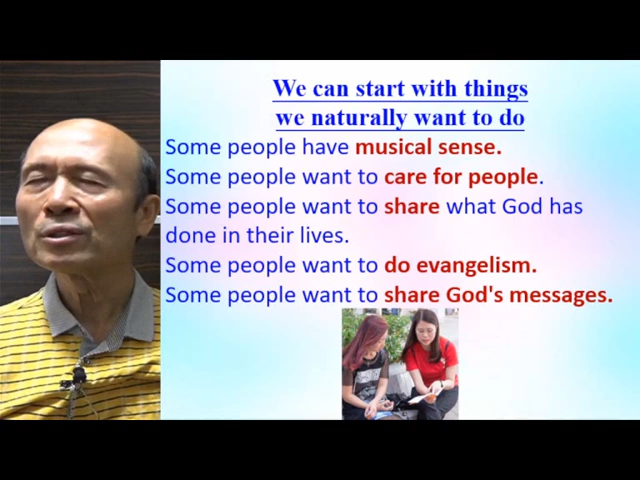 We can start with things
we naturally want to do
Some people have musical sense.
Some people want to care for people.
Some people want to share what God has
done in their lives.
Some people want to do evangelism.
Some people want to share God's messages.